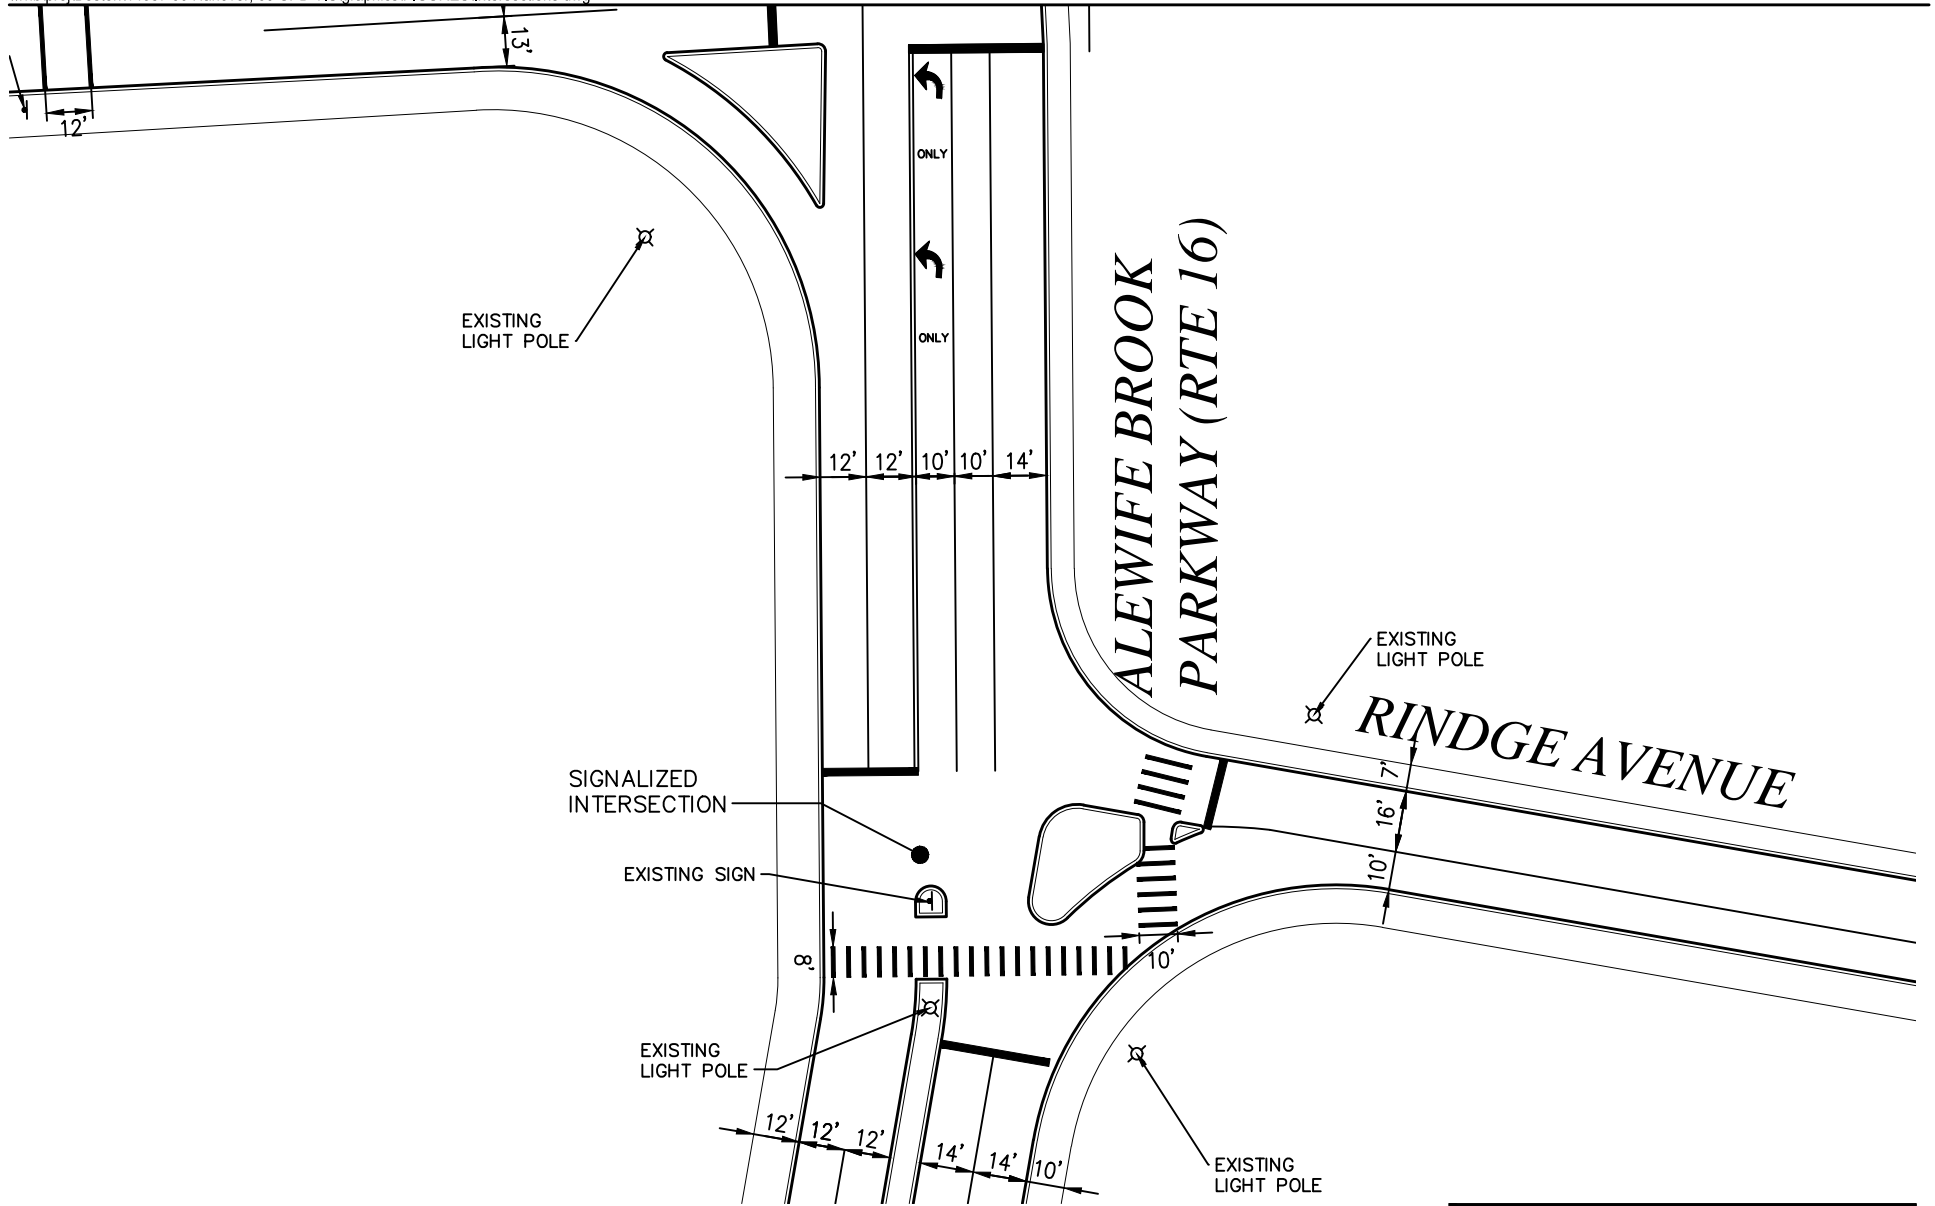 13'
12'
ONLY
ONLY
EXISTING
LIGHT POLE
ALEWIFE BROOK
PARKWAY (RTE 16)
12'
12'
10'
10'
14'
EXISTING
LIGHT POLE
RINDGE AVENUE
7'
16'
10'
SIGNALIZED
INTERSECTION
EXISTING SIGN
8'
10'
EXISTING
LIGHT POLE
12'
12'
12'
14'
14'
10'
EXISTING
LIGHT POLE